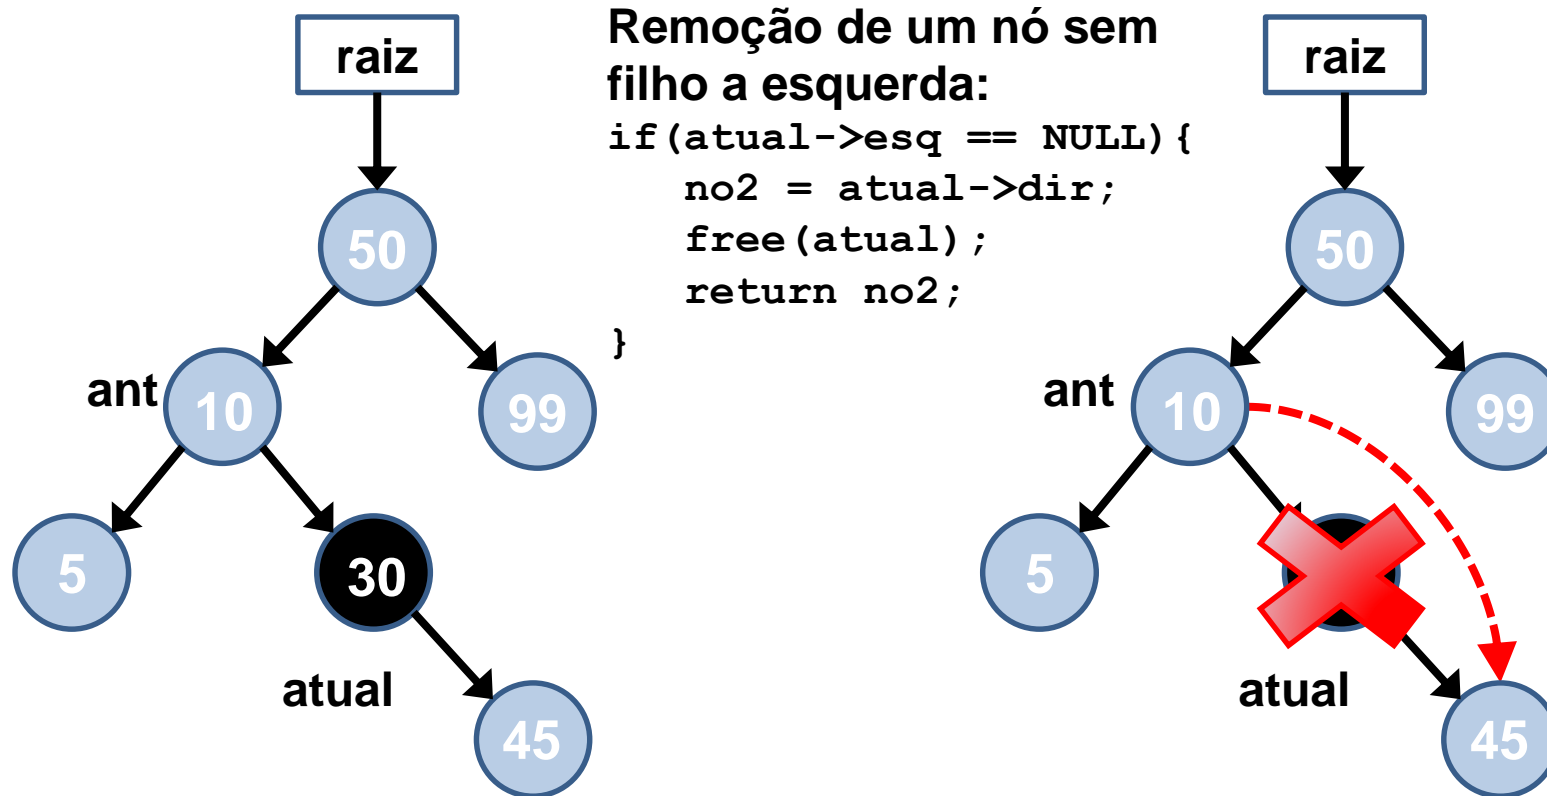 raiz
50
ant
10
99
5
30
atual
45
Remoção de um nó sem
filho a esquerda:
if(atual->esq == NULL){
no2 = atual->dir;
free(atual);
return no2;
}
raiz
50
ant
10
99
5
atual
45